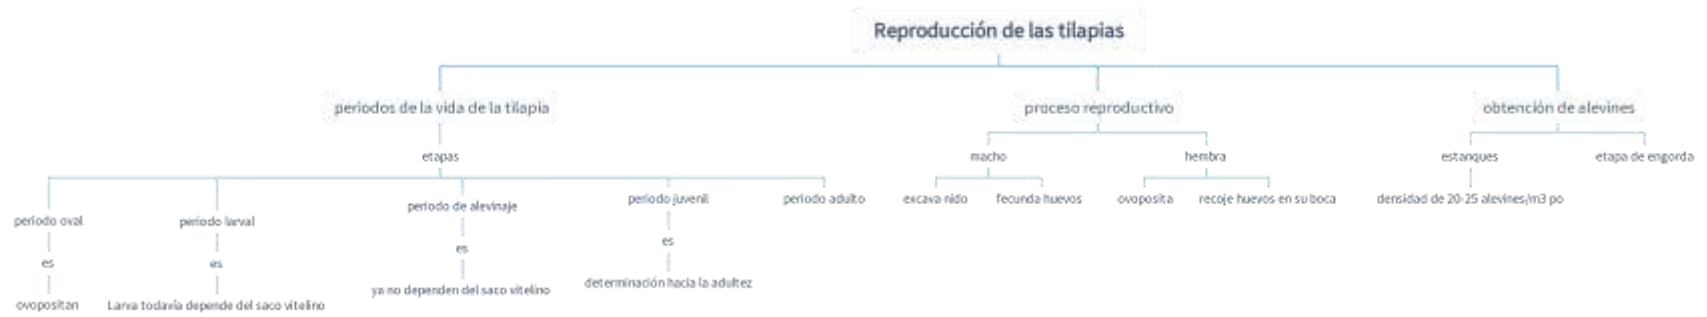 Reproducción de las tilapias
periodos de la vida de la tilapia
proceso reproductivo
obtención de alevines
etapas
macho
hembra
estanques
etapa de engorda
periodo oval
periodo larval
periodo de alevinaje
periodo juvenil
periodo adulto
excava nido
fecunda huevos
ovoposita
recoje huevos en su boca
densidad de 20-25 alevines/m3 po
es
es
es
es
ovopositan
Larva todavía depende del saco vitelino
ya no dependen del saco vitelino
determinación hacia la adultez